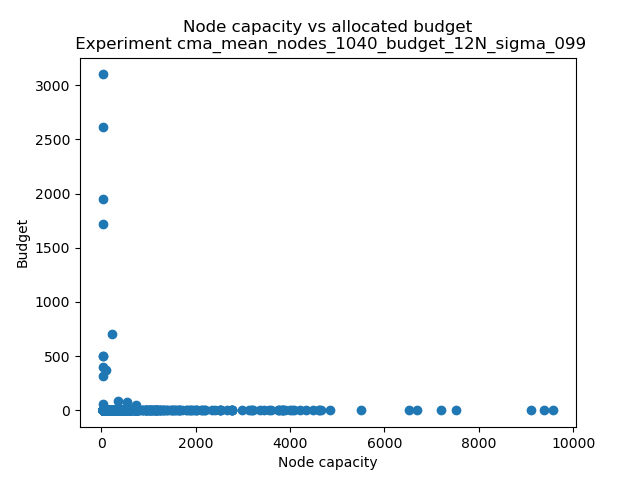 Node capacity vs allocated budget
Experiment cma_mean_nodes_1040_budget_12N_sigma_099
3000
2500
2000
1500
1000
500
0
Budget
0 2000 4000 6000 8000 10000
Node capacity